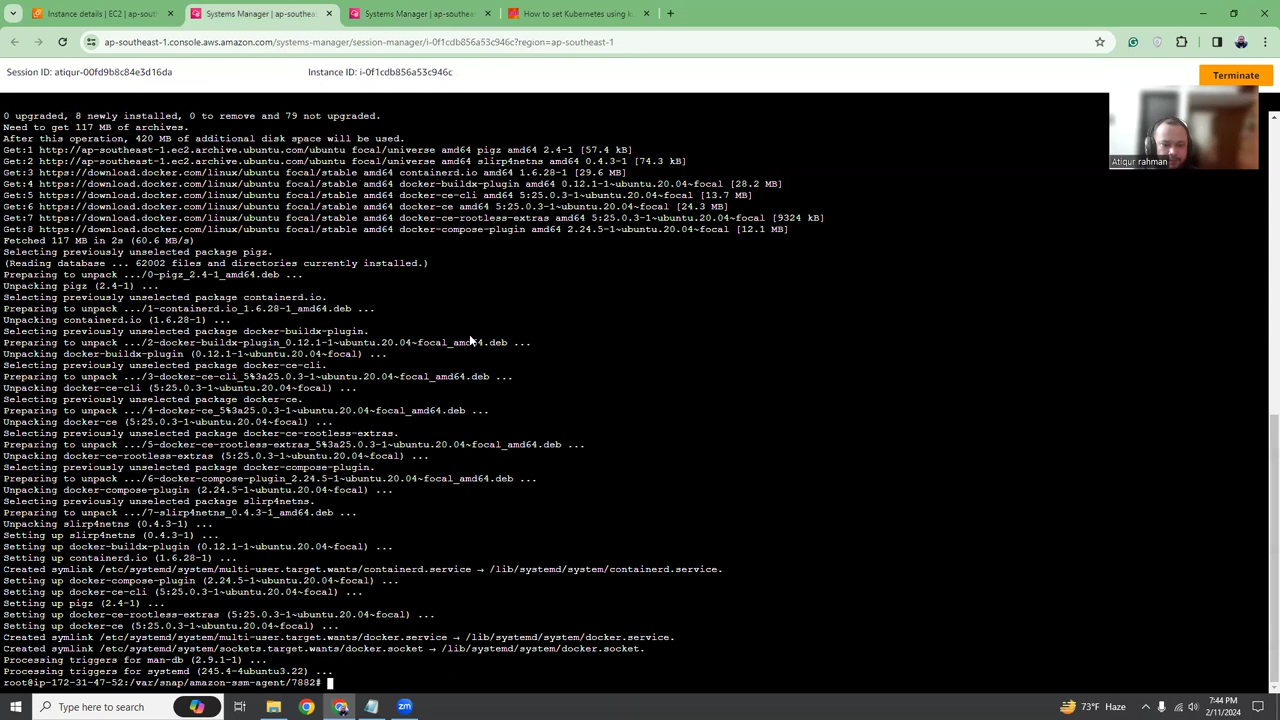 Instance details | EC2 | ap-sout
Systems Manager | ap-southeas
Systems Manager | ap-southeas
How to set Kubernetes using ku
ap-southeast-1.console.aws.amazon.com/systems-manager/session-manager/i-0f1cdb856a53c946c?region=ap-southeast-1
Session ID: atiqur-00fd9b8c84e3d16da
Instance ID: i-0f1cdb856a53c946c
Terminate
0 upgraded, 8 newly installed, 0 to remove and 79 not upgraded.
Need to get 117 MB of archives.
After this operation, 420 MB of additional disk space will be used.
Get:1 http://ap-southeast-1.ec2.archive.ubuntu.com/ubuntu focal/universe amd64 pigz amd64 2.4-1 [57.4 kB]
Get:2 http://ap-southeast-1.ec2.archive.ubuntu.com/ubuntu focal/universe amd64 slirp4netns amd64 0.4.3-1 [74.3 kB]
Get:3 https://download.docker.com/linux/ubuntu focal/stable amd64 containerd.io amd64 1.6.28-1 [29.6 MB]
Get:4 https://download.docker.com/linux/ubuntu focal/stable amd64 docker-buildx-plugin amd64 0.12.1-1~ubuntu.20.04~focal [28.2 MB]
Get:5 https://download.docker.com/linux/ubuntu focal/stable amd64 docker-ce-cli amd64 5:25.0.3-1~ubuntu.20.04~focal [13.7 MB]
Get:6 https://download.docker.com/linux/ubuntu focal/stable amd64 docker-ce amd64 5:25.0.3-1~ubuntu.20.04~focal [24.3 MB]
Get:7 https://download.docker.com/linux/ubuntu focal/stable amd64 docker-ce-rootless-extras amd64 5:25.0.3-1~ubuntu.20.04~focal [9324 kB]
Get:8 https://download.docker.com/linux/ubuntu focal/stable amd64 docker-compose-plugin amd64 2.24.5-1~ubuntu.20.04~focal [12.1 MB]
Fetched 117 MB in 2s (60.6 MB/s)
Selecting previously unselected package pigz.
(Reading database ... 62002 files and directories currently installed.)
Preparing to unpack .../0-pigz_2.4-1_amd64.deb ...
Unpacking pigz (2.4-1) ...
Selecting previously unselected package containerd.io.
Preparing to unpack .../1-containerd.io_1.6.28-1_amd64.deb ...
Unpacking containerd.io (1.6.28-1) ...
Selecting previously unselected package docker-buildx-plugin.
Preparing to unpack .../2-docker-buildx-plugin_0.12.1-1~ubuntu.20.04~focal_amd64.deb ...
Unpacking docker-buildx-plugin (0.12.1-1~ubuntu.20.04~focal) ...
Selecting previously unselected package docker-ce-cli.
Preparing to unpack .../3-docker-ce-cli_5%3a25.0.3-1~ubuntu.20.04~focal_amd64.deb ...
Unpacking docker-ce-cli (5:25.0.3-1~ubuntu.20.04~focal) ...
Selecting previously unselected package docker-ce.
Preparing to unpack .../4-docker-ce_5%3a25.0.3-1~ubuntu.20.04~focal_amd64.deb ...
Unpacking docker-ce (5:25.0.3-1~ubuntu.20.04~focal) ...
Selecting previously unselected package docker-ce-rootless-extras.
Preparing to unpack .../5-docker-ce-rootless-extras_5%3a25.0.3-1~ubuntu.20.04~focal_amd64.deb ...
Unpacking docker-ce-rootless-extras (5:25.0.3-1~ubuntu.20.04~focal) ...
Selecting previously unselected package docker-compose-plugin.
Preparing to unpack .../6-docker-compose-plugin_2.24.5-1~ubuntu.20.04~focal_amd64.deb ...
Unpacking docker-compose-plugin (2.24.5-1~ubuntu.20.04~focal) ...
Selecting previously unselected package slirp4netns.
Preparing to unpack .../7-slirp4netns_0.4.3-1_amd64.deb ...
Unpacking slirp4netns (0.4.3-1) ...
Setting up slirp4netns (0.4.3-1) ...
Setting up docker-buildx-plugin (0.12.1-1~ubuntu.20.04~focal) ...
Setting up containerd.io (1.6.28-1) ...
Created symlink /etc/systemd/system/multi-user.target.wants/containerd.service → /lib/systemd/system/containerd.service.
Setting up docker-compose-plugin (2.24.5-1~ubuntu.20.04~focal) ...
Setting up docker-ce-cli (5:25.0.3-1~ubuntu.20.04~focal) ...
Setting up pigz (2.4-1) ...
Setting up docker-ce-rootless-extras (5:25.0.3-1~ubuntu.20.04~focal) ...
Setting up docker-ce (5:25.0.3-1~ubuntu.20.04~focal) ...
Created symlink /etc/systemd/system/multi-user.target.wants/docker.service → /lib/systemd/system/docker.service.
Created symlink /etc/systemd/system/sockets.target.wants/docker.socket → /lib/systemd/system/docker.socket.
Processing triggers for man-db (2.9.1-1) ...
Processing triggers for systemd (245.4-4ubuntu3.22) ...
root@ip-172-31-47-52:/var/snap/amazon-ssm-agent/7882#
Atiqur rahman
Type here to search
zm
73°F Haze
7:44 PM
2/11/2024